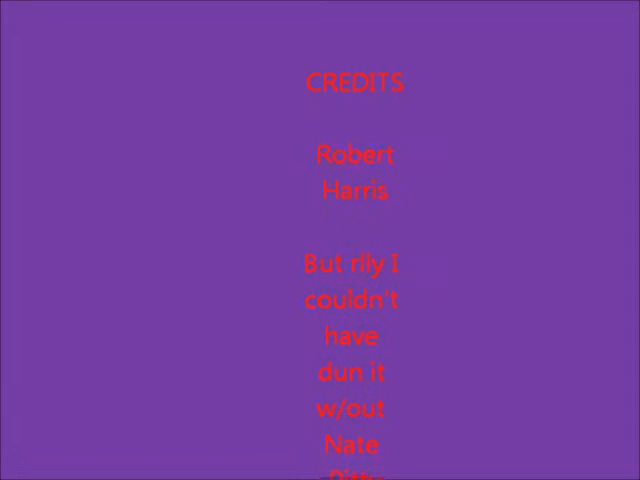 CREDITS
Robert
Harris
But rlly I
couldn't
have
dun it
w/out
Nate